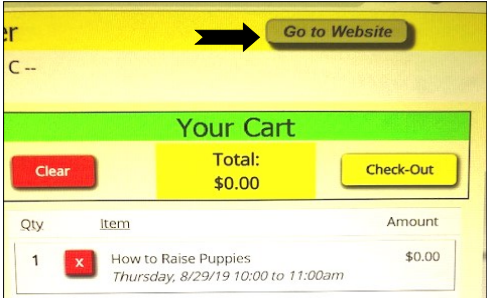 er
Go to Website
C --
Your Cart
Clear
Total:
$0.00
Check-Out
Qty Item Amount
1 x How to Raise Puppies $0.00
Thursday, 8/29/19 10:00 to 11:00am